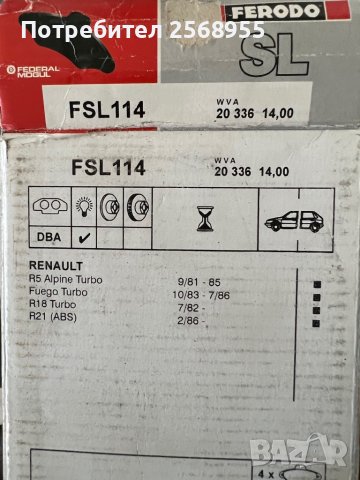 Потребител 2568955
FERODO
SL
FEDERAL MOGUL
WVA
FSL114 20 336 14,00
WVA
FSL114 20 336 14,00
DBA ✓
RENAULT
R5 Alpine Turbo 9/81 - 85
Fuego Turbo 10/83 - 7/86
R18 Turbo 7/82 -
R21 (ABS) 2/86 -
4 x
BAZAR
bg